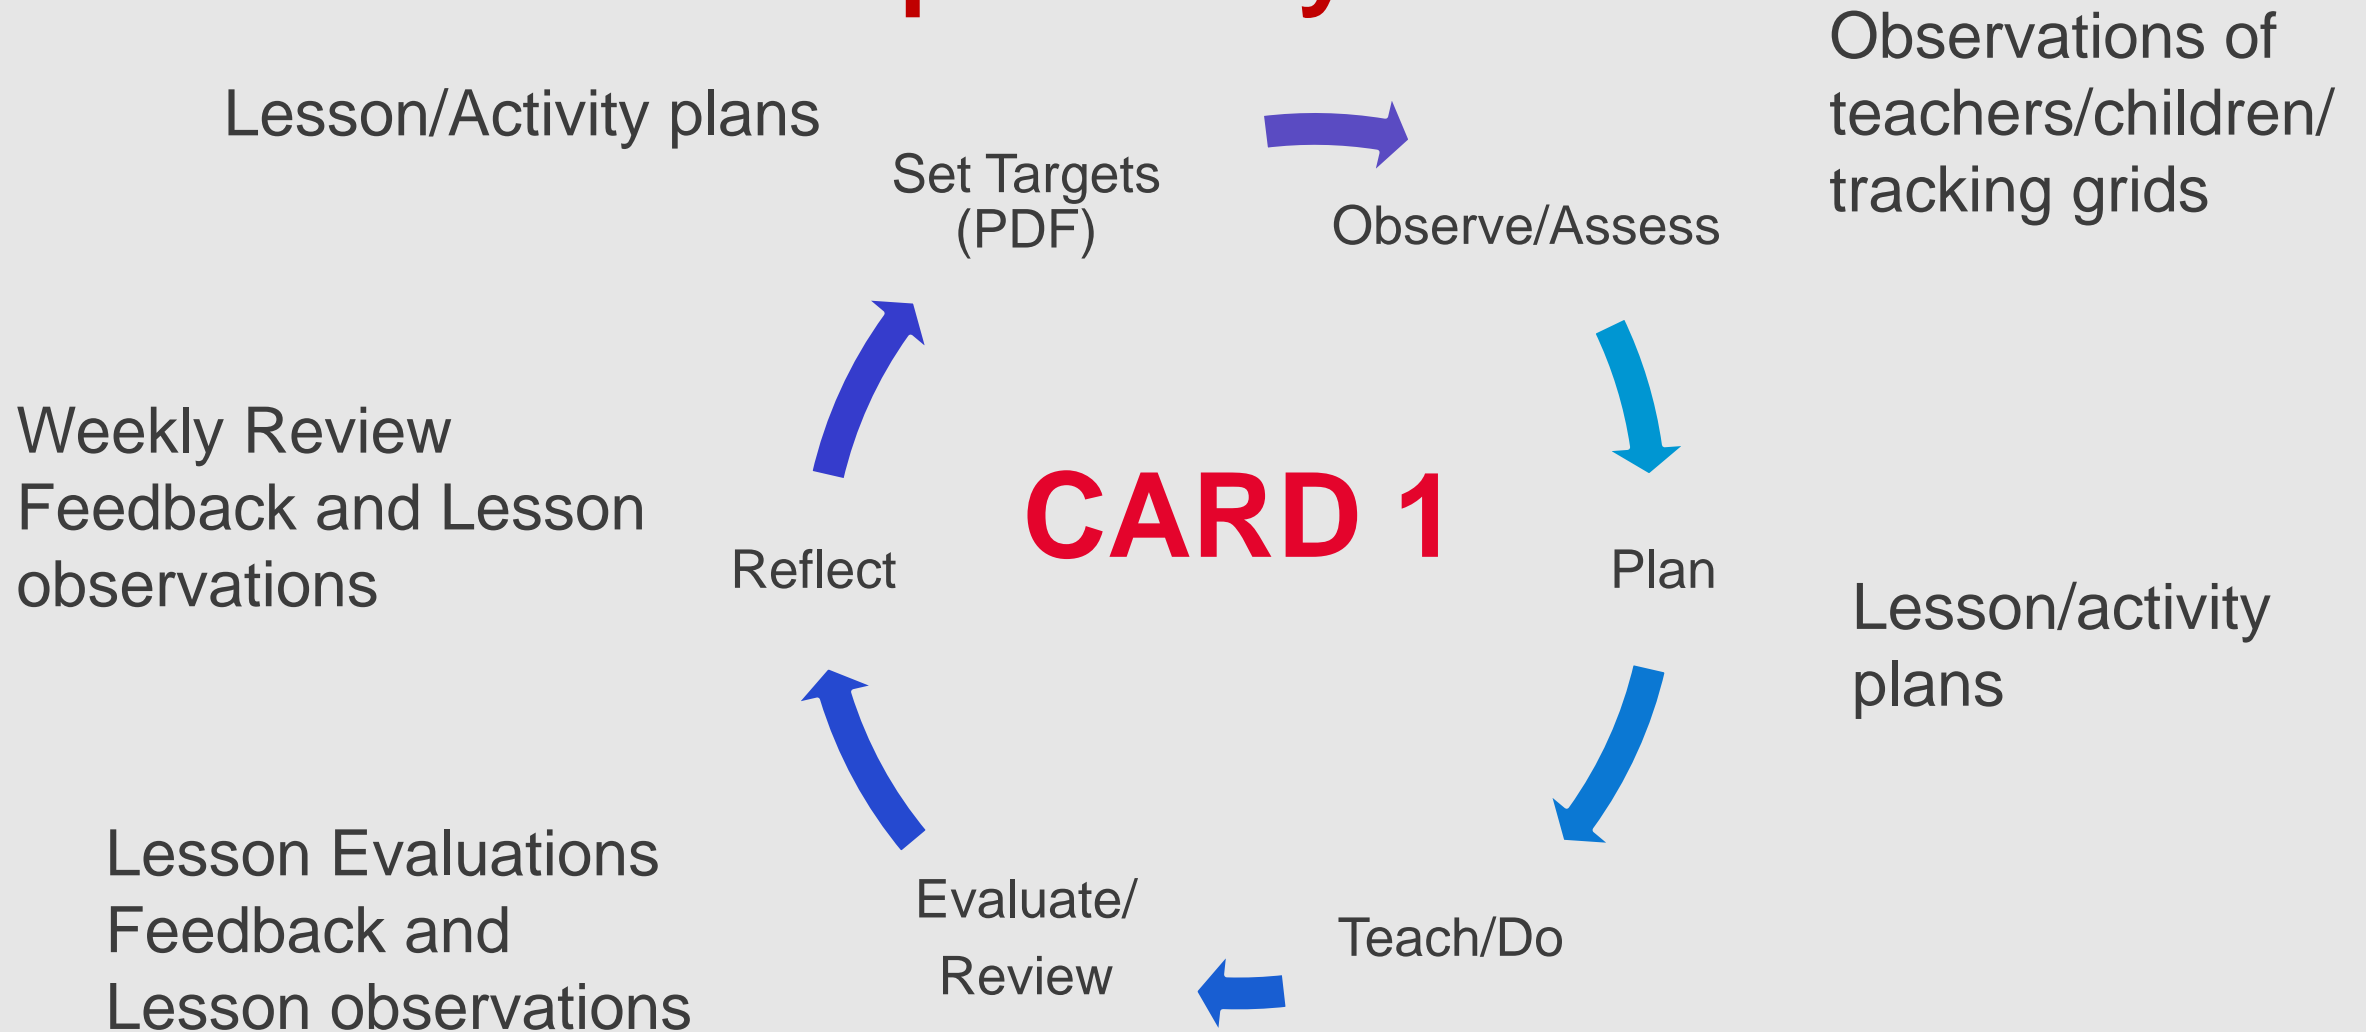 Lesson/Activity plans
Set Targets
(PDF)
Observations of
teachers/children/
tracking grids
Observe/Assess
Weekly Review
Feedback and Lesson
observations
Reflect
CARD 1
Plan
Lesson/activity
plans
Lesson Evaluations
Feedback and
Lesson observations
Evaluate/
Review
Teach/Do